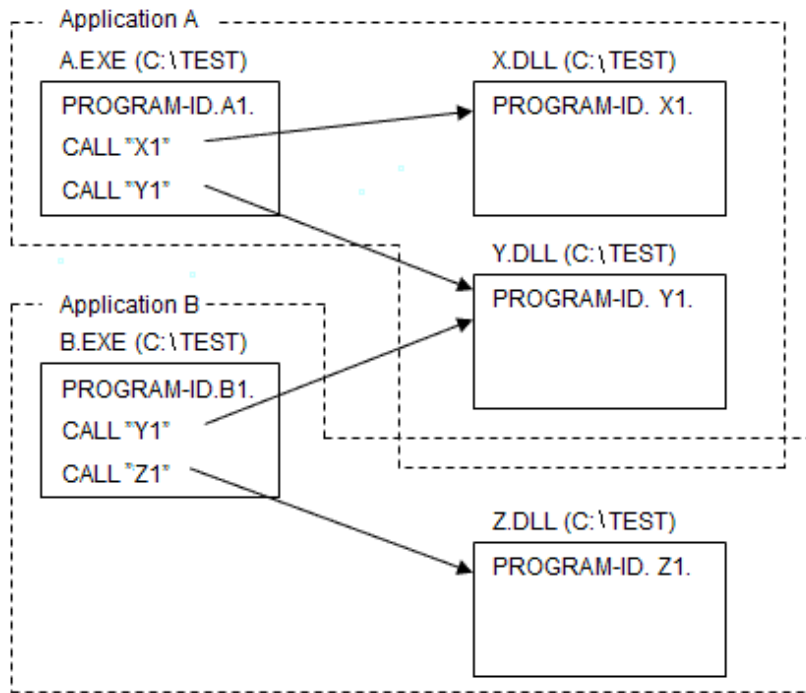 Application A
A.EXE (C:\TEST)
PROGRAM-ID.A1.
CALL "X1"
CALL "Y1"
X.DLL (C:\TEST)
PROGRAM-ID. X1.
Y.DLL (C:\TEST)
PROGRAM-ID. Y1.
Application B
B.EXE (C:\TEST)
PROGRAM-ID.B1.
CALL "Y1"
CALL "Z1"
Z.DLL (C:\TEST)
PROGRAM-ID. Z1.